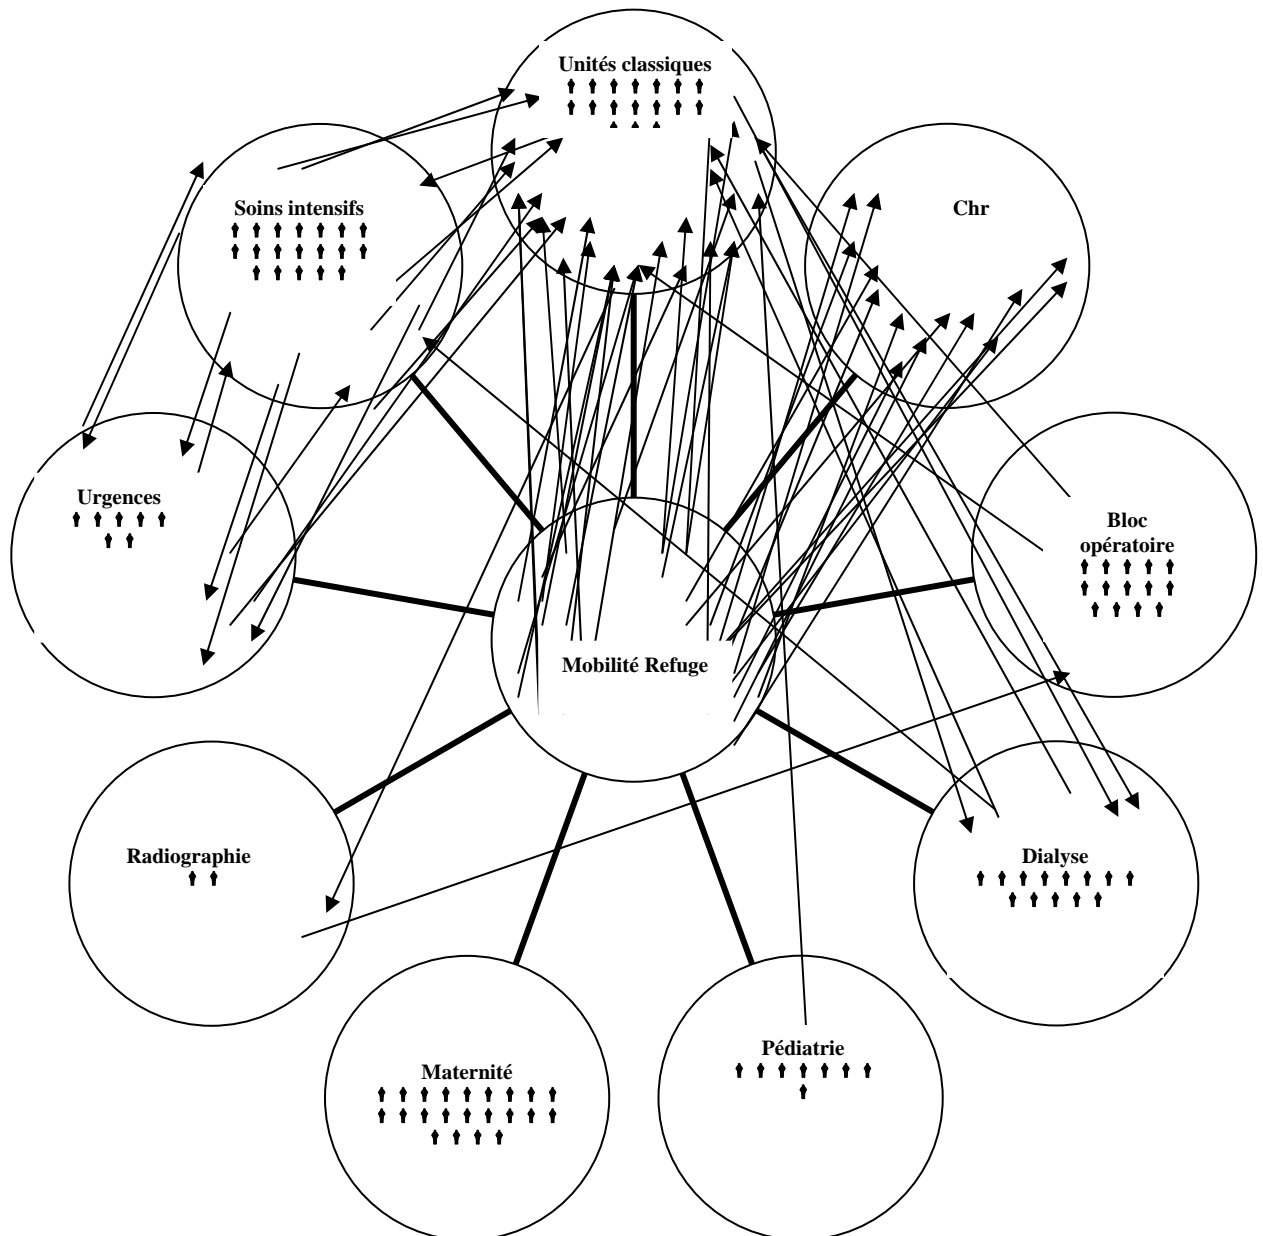 Unités classiques
Soins intensifs
Chr
Urgences
Bloc
opératoire
Mobilité Refuge
Radiographie
Dialyse
Maternité
Pédiatrie